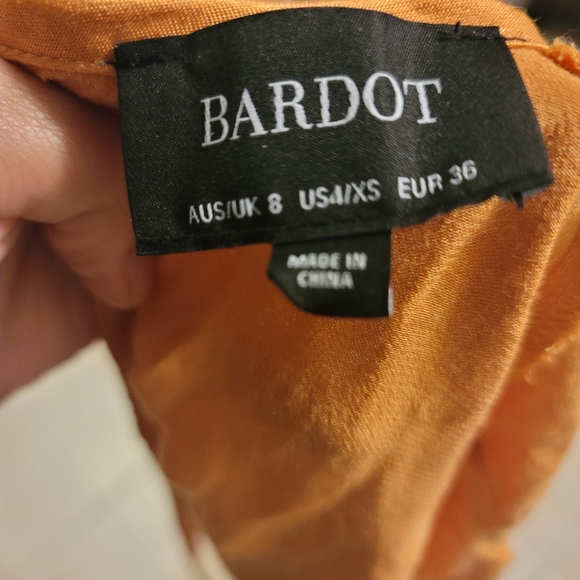 BARDOT
AUS/UK 8 US4/XS EUR 36
MADE IN
CHINA